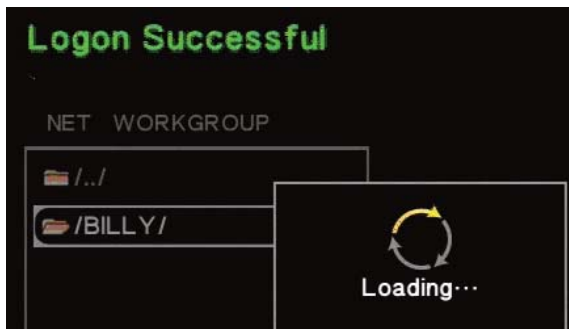 Logon Successful
NET WORKGROUP
/../
/BILLY/
Loading···